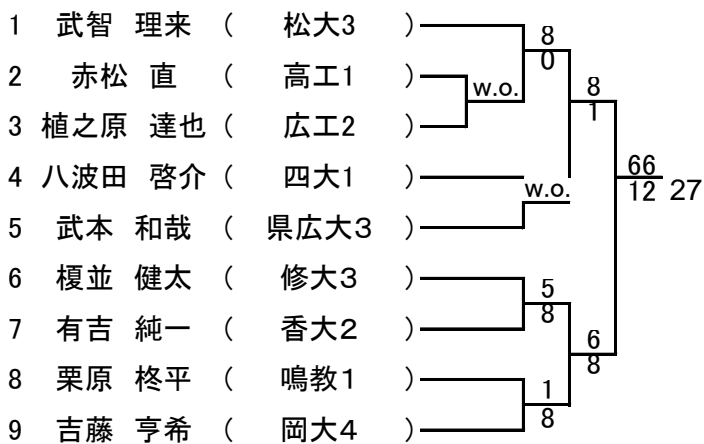 1 武智 理来 ( 松大3 )
2 赤松 直 ( 高工1 )
3 植之原 達也 ( 広工2 )
4 八波田 啓介 ( 四大1 )
5 武本 和哉 ( 県広大3 )
6 榎並 健太 ( 修大3 )
7 有吉 純一 ( 香大2 )
8 栗原 柊平 ( 鳴教1 )
9 吉藤 亨希 ( 岡大4 )
w.o.
8
0
w.o.
8
1
5
8
1
8
6
8
66
12 27